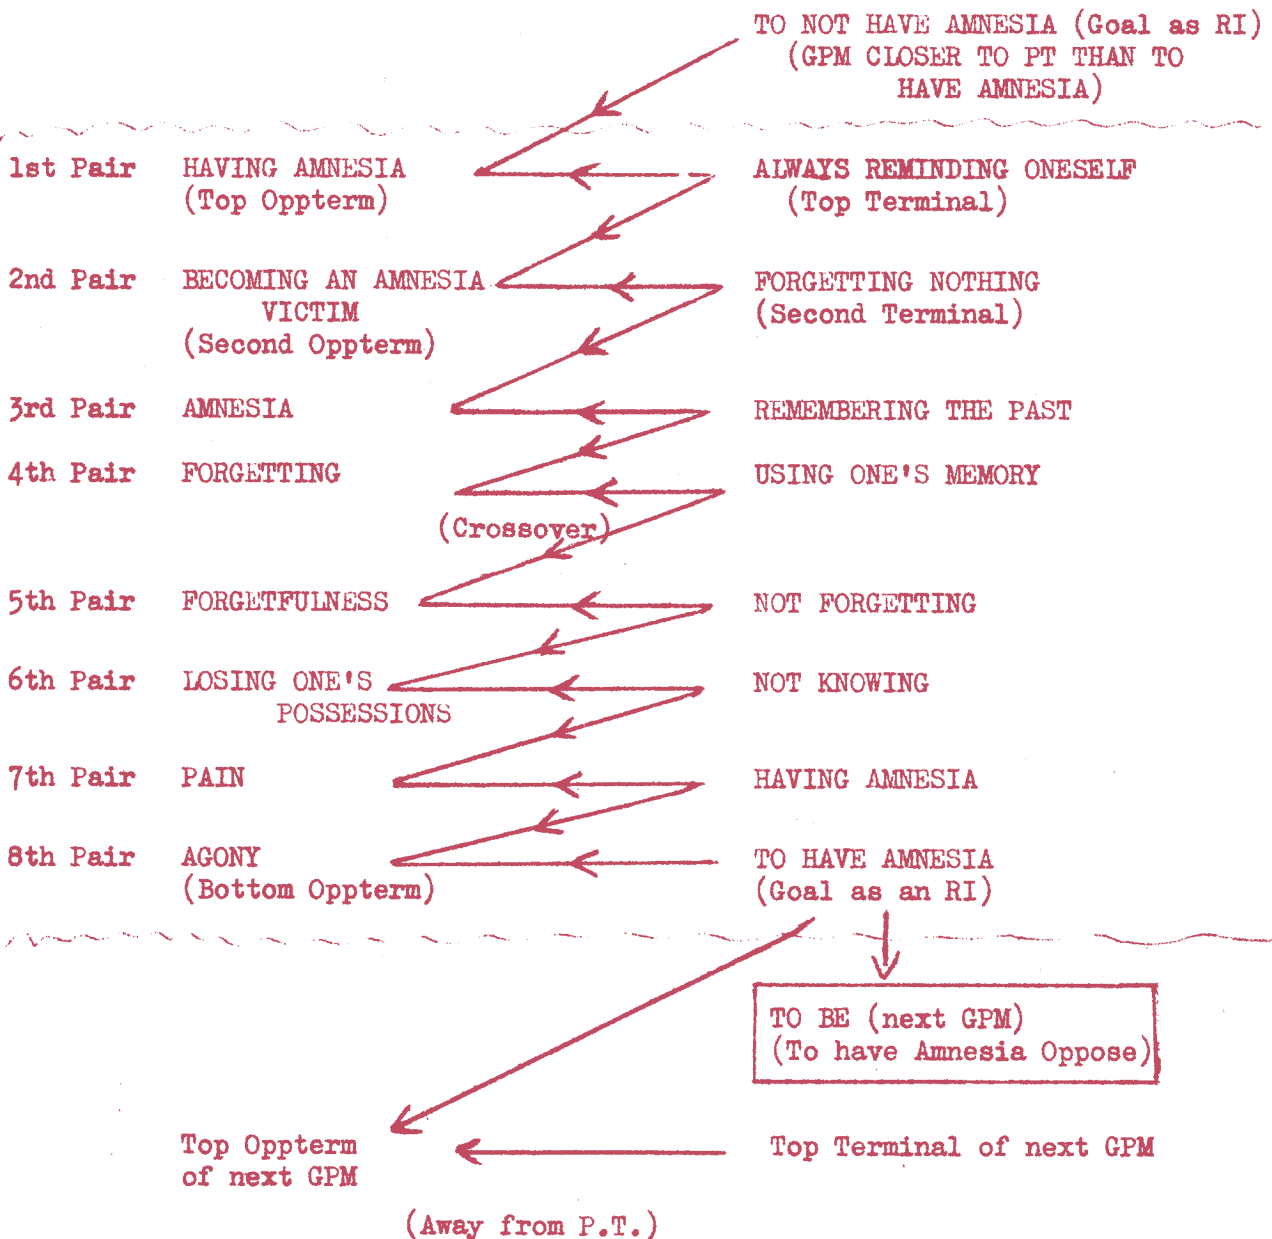 TO NOT HAVE AMNESIA (Goal as RI)
(GPM CLOSER TO PT THAN TO
HAVE AMNESIA)
1st Pair HAVING AMNESIA ALWAYS REMINDING ONESELF
(Top Oppterm) (Top Terminal)
2nd Pair BECOMING AN AMNESIA FORGETTING NOTHING
VICTIM (Second Terminal)
(Second Oppterm)
3rd Pair AMNESIA REMEMBERING THE PAST
4th Pair FORGETTING USING ONE'S MEMORY
(Crossover)
5th Pair FORGETFULNESS NOT FORGETTING
6th Pair LOSING ONE'S NOT KNOWING
POSSESSIONS
7th Pair PAIN HAVING AMNESIA
8th Pair AGONY TO HAVE AMNESIA
(Bottom Oppterm) (Goal as an RI)
TO BE (next GPM)
(To have Amnesia Oppose)
Top Oppterm Top Terminal of next GPM
of next GPM
(Away from P.T.)